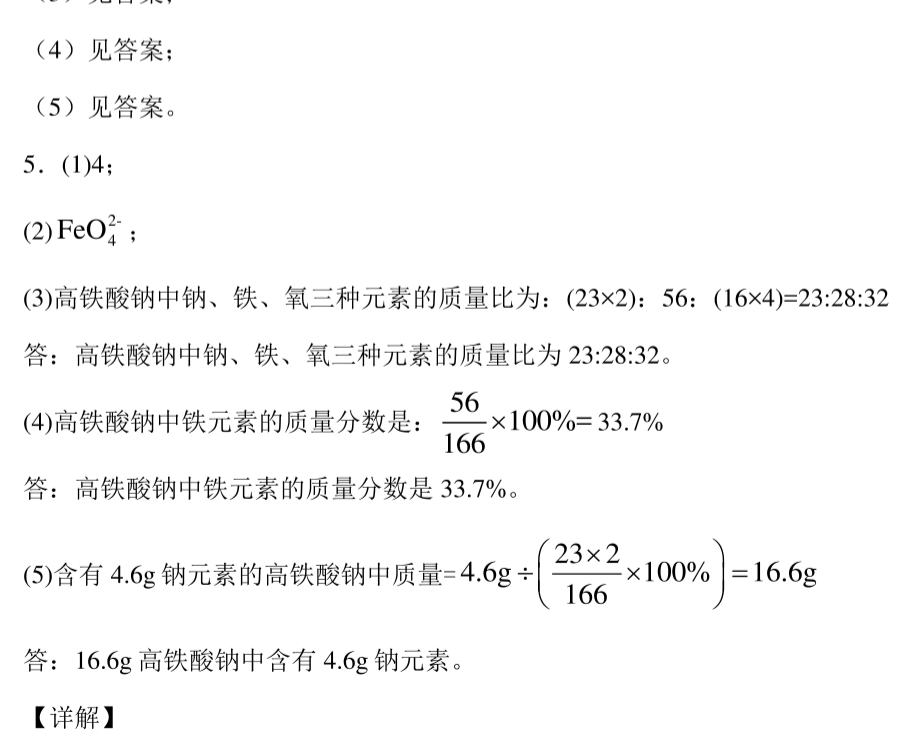 （3）见答案；
（4）见答案；
（5）见答案。
5．(1)4；
(2)FeO₄²⁻；
(3)高铁酸钠中钠、铁、氧三种元素的质量比为：(23×2)：56：(16×4)=23:28:32
答：高铁酸钠中钠、铁、氧三种元素的质量比为 23:28:32。
(4)高铁酸钠中铁元素的质量分数是：56/166×100%= 33.7%
答：高铁酸钠中铁元素的质量分数是 33.7%。
(5)含有 4.6g 钠元素的高铁酸钠中质量=4.6g÷(23×2/166×100%)=16.6g
答：16.6g 高铁酸钠中含有 4.6g 钠元素。
【详解】